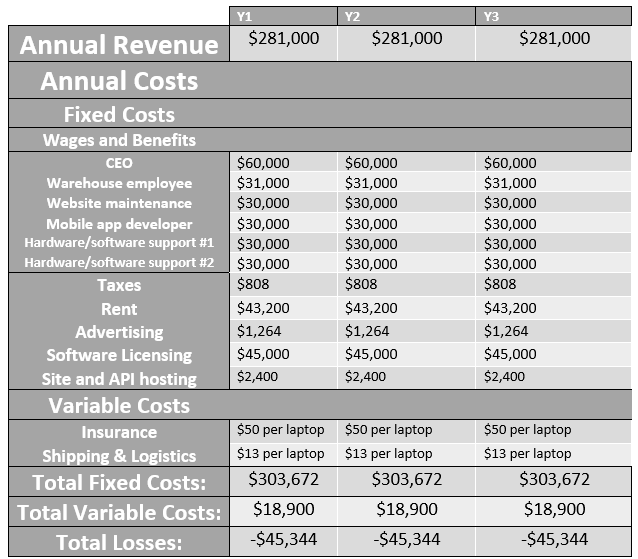 Y1 Y2 Y3
Annual Revenue $281,000 $281,000 $281,000
Annual Costs
Fixed Costs
Wages and Benefits
CEO $60,000 $60,000 $60,000
Warehouse employee $31,000 $31,000 $31,000
Website maintenance $30,000 $30,000 $30,000
Mobile app developer $30,000 $30,000 $30,000
Hardware/software support #1 $30,000 $30,000 $30,000
Hardware/software support #2 $30,000 $30,000 $30,000
Taxes $808 $808 $808
Rent $43,200 $43,200 $43,200
Advertising $1,264 $1,264 $1,264
Software Licensing $45,000 $45,000 $45,000
Site and API hosting $2,400 $2,400 $2,400
Variable Costs
Insurance $50 per laptop $50 per laptop $50 per laptop
Shipping & Logistics $13 per laptop $13 per laptop $13 per laptop
Total Fixed Costs: $303,672 $303,672 $303,672
Total Variable Costs: $18,900 $18,900 $18,900
Total Losses: -$45,344 -$45,344 -$45,344